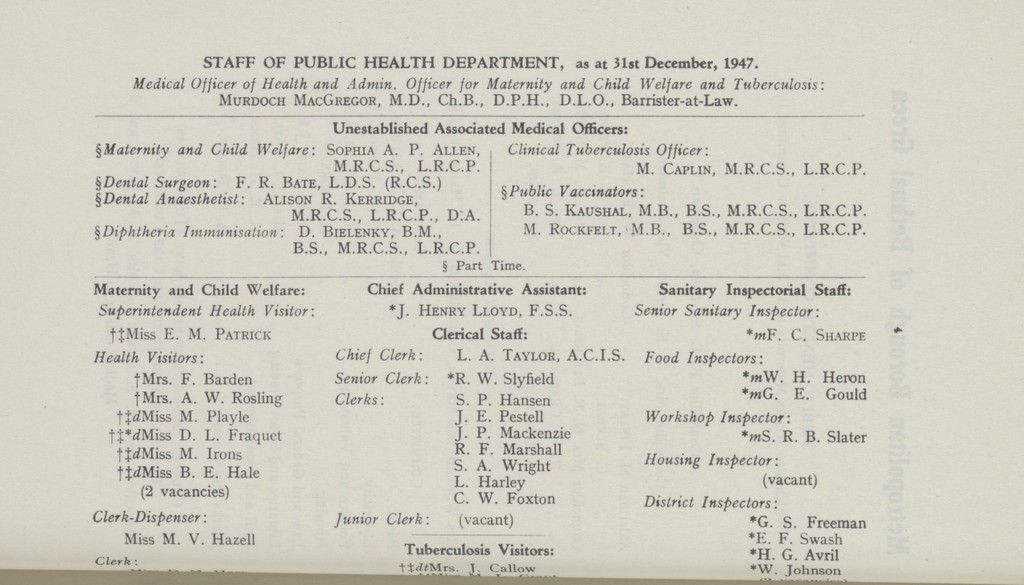 STAFF OF PUBLIC HEALTH DEPARTMENT, as at 31st December, 1947.
Medical Officer of Health and Admin. Officer for Maternity and Child Welfare and Tuberculosis:
MURDOCH MACGREGOR, M.D., Ch.B., D.P.H., D.L.O., Barrister-at-Law.
Unestablished Associated Medical Officers:
§Maternity and Child Welfare: SOPHIA A. P. ALLEN,
M.R.C.S., L.R.C.P.
§Dental Surgeon: F. R. BATE, L.D.S. (R.C.S.)
§Dental Anaesthetist: ALISON R. KERRIDGE,
M.R.C.S., L.R.C.P., D.A.
§Diphtheria Immunisation: D. BIELENKY, B.M.,
B.S., M.R.C.S., L.R.C.P.
Clinical Tuberculosis Officer:
M. CAPLIN, M.R.C.S., L.R.C.P.
§Public Vaccinators:
B. S. KAUSHAL, M.B., B.S., M.R.C.S., L.R.C.P.
M. ROCKFELT, M.B., B.S., M.R.C.S., L.R.C.P.
§ Part Time.
Maternity and Child Welfare:
Superintendent Health Visitor:
†‡Miss E. M. PATRICK
Health Visitors:
†Mrs. F. Barden
†Mrs. A. W. Rosling
†‡dMiss M. Playle
†‡*dMiss D. L. Fraquet
†‡dMiss M. Irons
†‡dMiss B. E. Hale
(2 vacancies)
Clerk-Dispenser:
Miss M. V. Hazell
Clerk:
Chief Administrative Assistant:
*J. HENRY LLOYD, F.S.S.
Clerical Staff:
Chief Clerk: L. A. TAYLOR, A.C.I.S.
Senior Clerk: *R. W. Slyfield
Clerks: S. P. Hansen
J. E. Pestell
J. P. Mackenzie
R. F. Marshall
S. A. Wright
L. Harley
C. W. Foxton
Junior Clerk: (vacant)
Tuberculosis Visitors:
†‡dtMrs. J. Callow
Sanitary Inspectorial Staff:
Senior Sanitary Inspector:
*mF. C. SHARPE
Food Inspectors:
*mW. H. Heron
*mG. E. Gould
Workshop Inspector:
*mS. R. B. Slater
Housing Inspector:
(vacant)
District Inspectors:
*G. S. Freeman
*E. F. Swash
*H. G. Avril
*W. Johnson